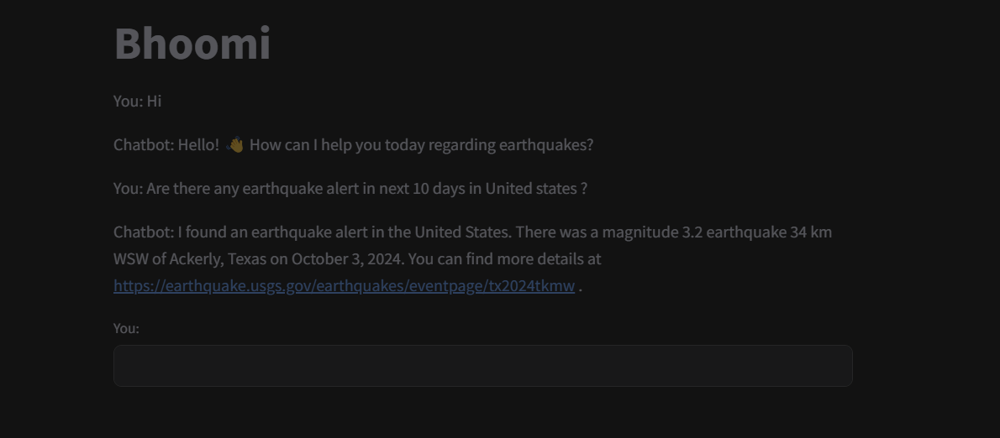 Bhoomi
You: Hi
Chatbot: Hello! 👋 How can I help you today regarding earthquakes?
You: Are there any earthquake alert in next 10 days in United states ?
Chatbot: I found an earthquake alert in the United States. There was a magnitude 3.2 earthquake 34 km
WSW of Ackerly, Texas on October 3, 2024. You can find more details at
https://earthquake.usgs.gov/earthquakes/eventpage/tx2024tkmw .
You: